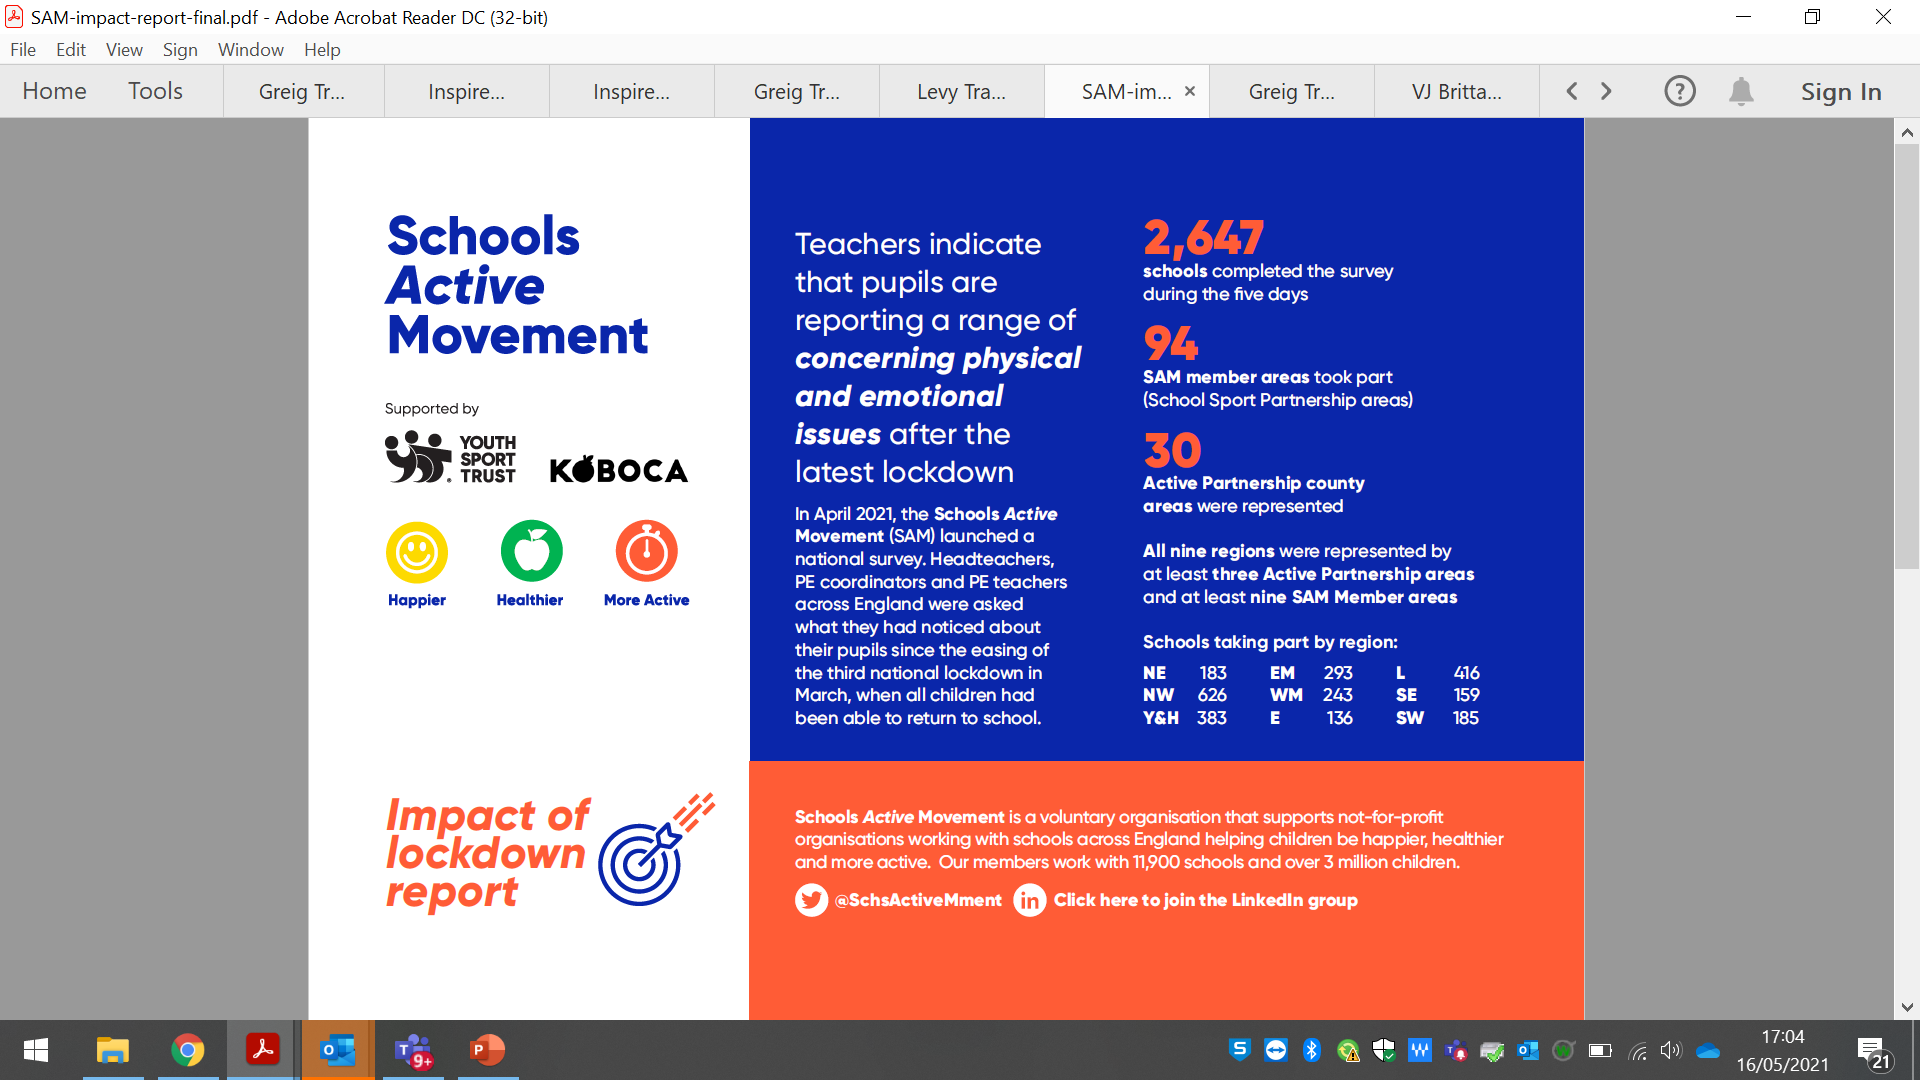 SAM-impact-report-final.pdf - Adobe Acrobat Reader DC (32-bit)
File Edit View Sign Window Help
Home Tools Greig Tr... Inspire... Inspire... Greig Tr... Levy Tra... SAM-im... Greig Tr... VJ Britta... Sign In
Schools
Active
Movement
Supported by
YOUTH
SPORT
TRUST
KOBOCA
Happier Healthier More Active
Impact of
lockdown
report
Teachers indicate
that pupils are
reporting a range of
concerning physical
and emotional
issues after the
latest lockdown
In April 2021, the Schools Active
Movement (SAM) launched a
national survey. Headteachers,
PE coordinators and PE teachers
across England were asked
what they had noticed about
their pupils since the easing of
the third national lockdown in
March, when all children had
been able to return to school.
2,647
schools completed the survey
during the five days
94
SAM member areas took part
(School Sport Partnership areas)
30
Active Partnership county
areas were represented
All nine regions were represented by
at least three Active Partnership areas
and at least nine SAM Member areas
Schools taking part by region:
NE 183 EM 293 L 416
NW 626 WM 243 SE 159
Y&H 383 E 136 SW 185
Schools Active Movement is a voluntary organisation that supports not-for-profit
organisations working with schools across England helping children be happier, healthier
and more active. Our members work with 11,900 schools and over 3 million children.
@SchsActiveMment in Click here to join the LinkedIn group
9+
17:04
16/05/2021
21